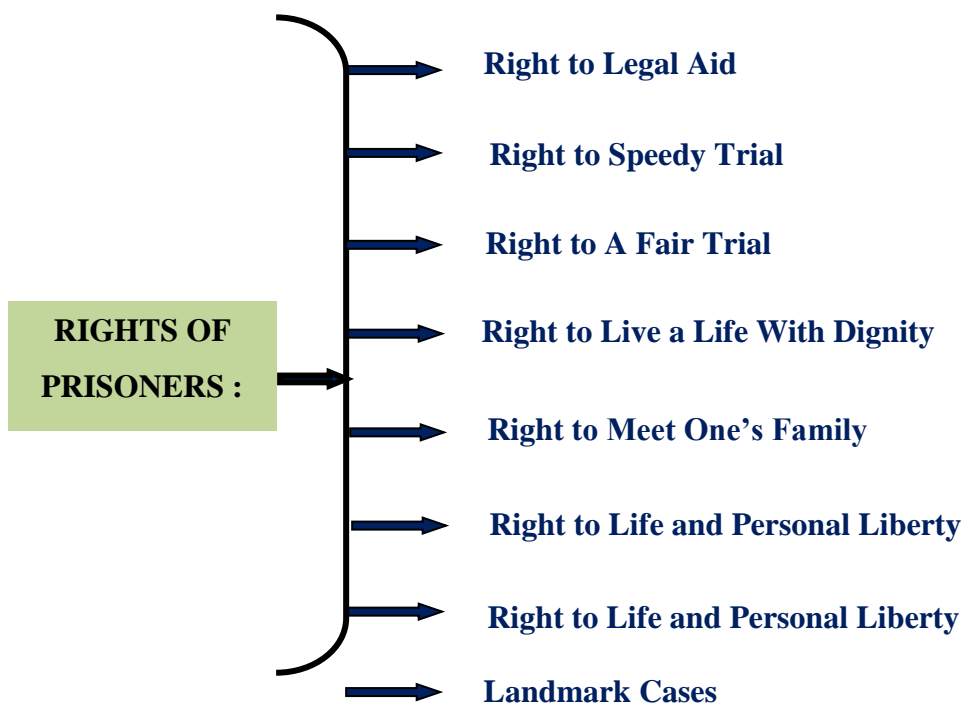 Right to Legal Aid
Right to Speedy Trial
Right to A Fair Trial
RIGHTS OF
PRISONERS :
Right to Live a Life With Dignity
Right to Meet One’s Family
Right to Life and Personal Liberty
Right to Life and Personal Liberty
Landmark Cases